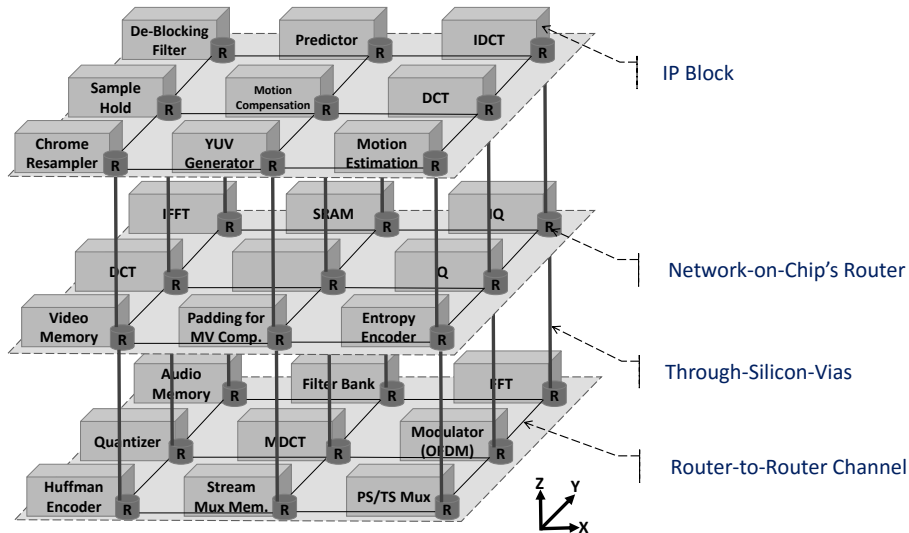 De-Blocking
Filter
R
Predictor
R
IDCT
R
IP Block
Sample
Hold
R
Motion
Compensation
R
DCT
R
Chrome
Resampler
R
YUV
Generator
R
Motion
Estimation
R
IFFT
R
SRAM
R
IQ
R
Network-on-Chip's Router
DCT
R
R
Q
R
Video
Memory
R
Padding for
MV Comp.
R
Entropy
Encoder
R
Through-Silicon-Vias
Audio
Memory
R
Filter Bank
R
FFT
R
Quantizer
R
MDCT
R
Modulator
(OFDM)
R
Router-to-Router Channel
Huffman
Encoder
R
Stream
Mux Mem.
R
PS/TS Mux
R
Z
Y
X